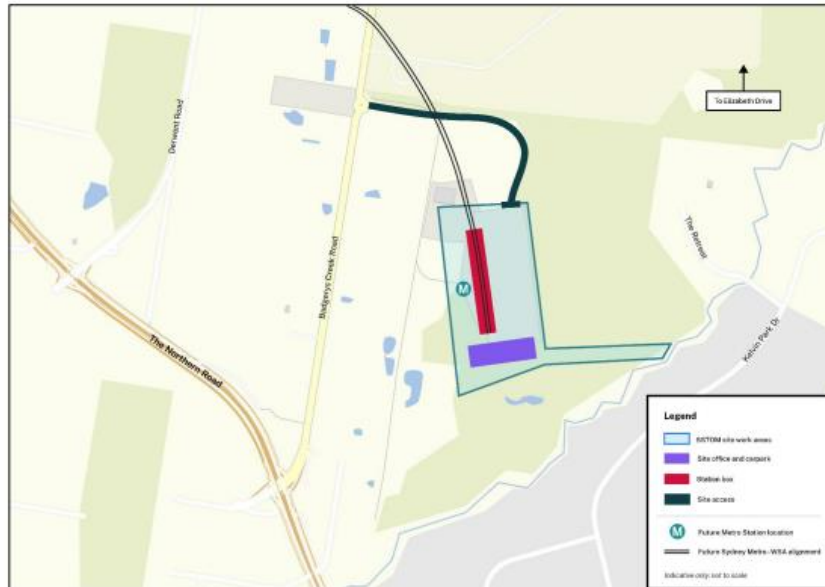 To Elizabeth Drive
Derwent Road
Badgerys Creek Road
The Northern Road
The Retreat
Kelvin Park Dr
M
Legend
SSTOM site work areas
Site office and carpark
Station box
Site access
M
Future Metro Station location
Future Sydney Metro - WSA alignment
Indicative only: not to scale